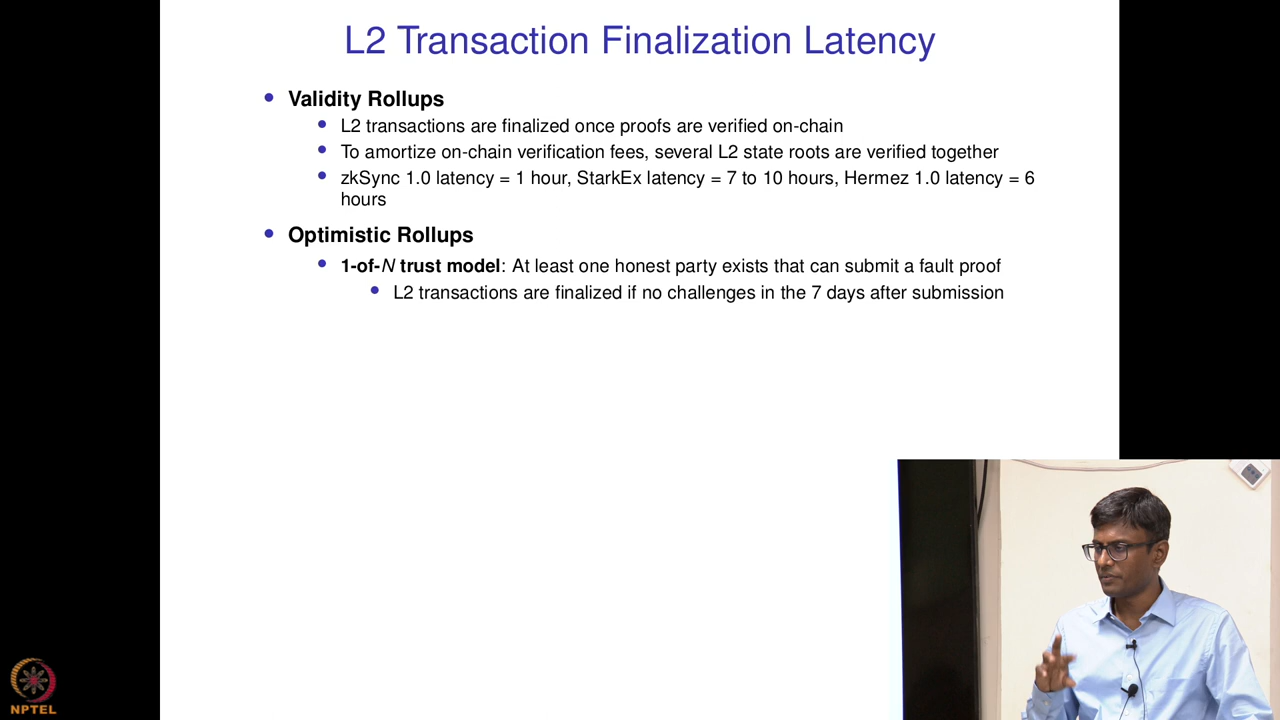 L2 Transaction Finalization Latency
Validity Rollups
L2 transactions are finalized once proofs are verified on-chain
To amortize on-chain verification fees, several L2 state roots are verified together
zkSync 1.0 latency = 1 hour, StarkEx latency = 7 to 10 hours, Hermez 1.0 latency = 6
hours
Optimistic Rollups
1-of-N trust model: At least one honest party exists that can submit a fault proof
L2 transactions are finalized if no challenges in the 7 days after submission
NPTEL